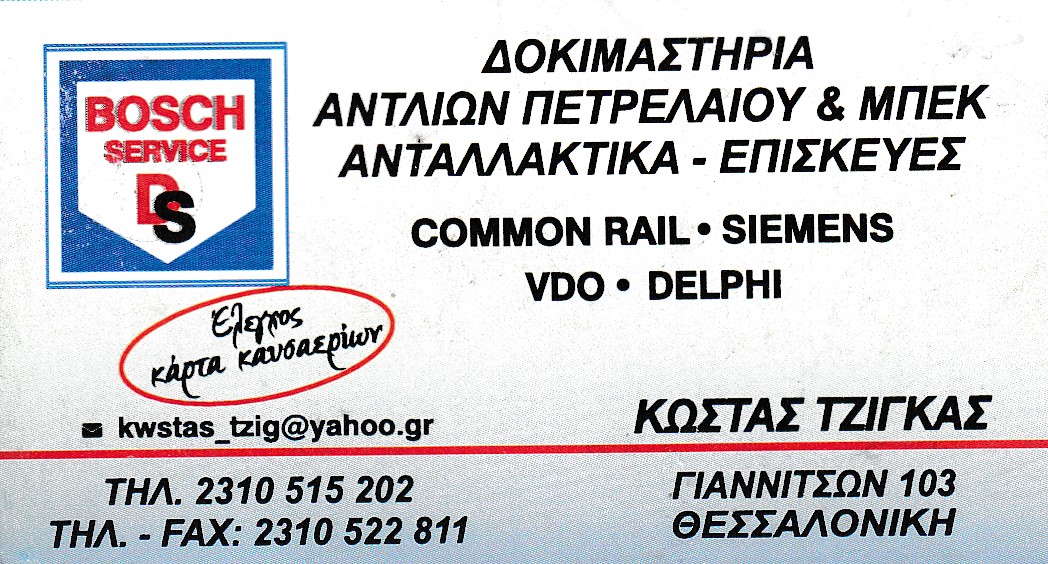 BOSCH
SERVICE
DS
ΔΟΚΙΜΑΣΤΗΡΙΑ
ΑΝΤΛΙΩΝ ΠΕΤΡΕΛΑΙΟΥ & ΜΠΕΚ
ΑΝΤΑΛΛΑΚΤΙΚΑ - ΕΠΙΣΚΕΥΕΣ
COMMON RAIL • SIEMENS
VDO • DELPHI
Έλεγχος
κάρτα καυσαερίων
kwstas_tzig@yahoo.gr
ΚΩΣΤΑΣ ΤΖΙΓΚΑΣ
ΤΗΛ. 2310 515 202
ΤΗΛ. - FAX: 2310 522 811
ΓΙΑΝΝΙΤΣΩΝ 103
ΘΕΣΣΑΛΟΝΙΚΗ